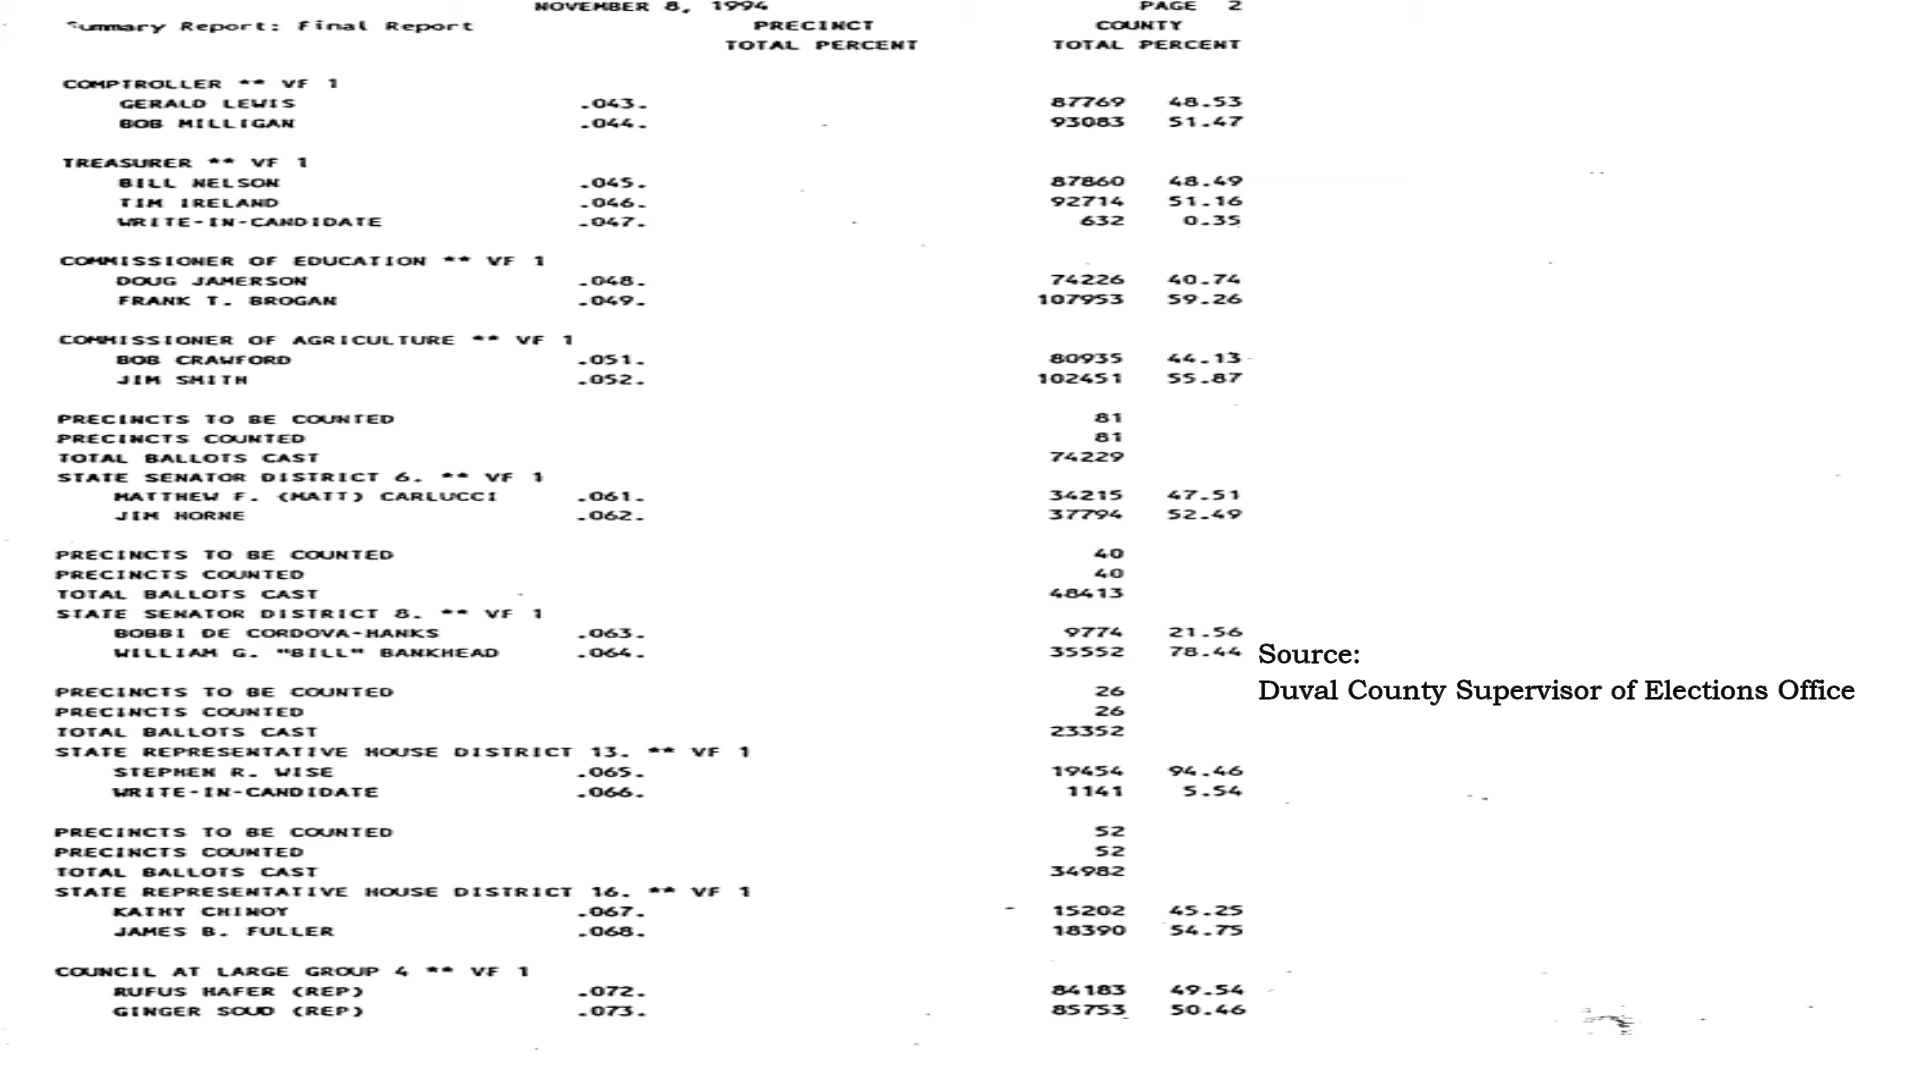 NOVEMBER 8, 1994 PAGE 2
Summary Report: Final Report PRECINCT COUNTY
TOTAL PERCENT TOTAL PERCENT
COMPTROLLER ** VF 1
GERALD LEWIS .043. 87769 48.53
BOB MILLIGAN .044. 93083 51.47
TREASURER ** VF 1
BILL NELSON .045. 87860 48.49
TIM IRELAND .046. 92714 51.16
WRITE-IN-CANDIDATE .047. 632 0.35
COMMISSIONER OF EDUCATION ** VF 1
DOUG JAMERSON .048. 74226 40.74
FRANK T. BROGAN .049. 107953 59.26
COMMISSIONER OF AGRICULTURE ** VF 1
BOB CRAWFORD .051. 80935 44.13
JIM SMITH .052. 102451 55.87
PRECINCTS TO BE COUNTED 81
PRECINCTS COUNTED 81
TOTAL BALLOTS CAST 74229
STATE SENATOR DISTRICT 6. ** VF 1
MATTHEW F. (MATT) CARLUCCI .061. 34215 47.51
JIM HORNE .062. 37794 52.49
PRECINCTS TO BE COUNTED 40
PRECINCTS COUNTED 40
TOTAL BALLOTS CAST 48413
STATE SENATOR DISTRICT 8. ** VF 1
BOBBI DE CORDOVA-HANKS .063. 9774 21.56
WILLIAM G. "BILL" BANKHEAD .064. 35552 78.44
Source:
Duval County Supervisor of Elections Office
PRECINCTS TO BE COUNTED 26
PRECINCTS COUNTED 26
TOTAL BALLOTS CAST 23352
STATE REPRESENTATIVE HOUSE DISTRICT 13. ** VF 1
STEPHEN R. WISE .065. 19454 94.46
WRITE-IN-CANDIDATE .066. 1141 5.54
PRECINCTS TO BE COUNTED 52
PRECINCTS COUNTED 52
TOTAL BALLOTS CAST 34982
STATE REPRESENTATIVE HOUSE DISTRICT 16. ** VF 1
KATHY CHINOY .067. 15202 45.25
JAMES B. FULLER .068. 18390 54.75
COUNCIL AT LARGE GROUP 4 ** VF 1
RUFUS HAFER (REP) .072. 84183 49.54
GINGER SOUD (REP) .073. 85753 50.46